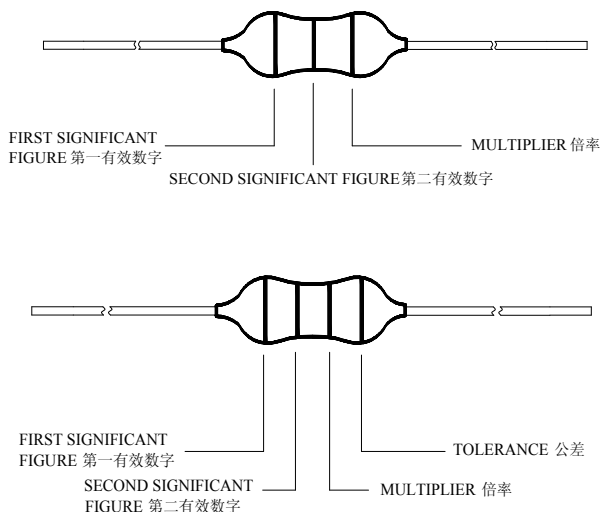 FIRST SIGNIFICANT
FIGURE 第一有效数字
MULTIPLIER 倍率
SECOND SIGNIFICANT FIGURE第二有效数字
FIRST SIGNIFICANT
FIGURE 第一有效数字
TOLERANCE 公差
SECOND SIGNIFICANT
FIGURE 第二有效数字
MULTIPLIER 倍率